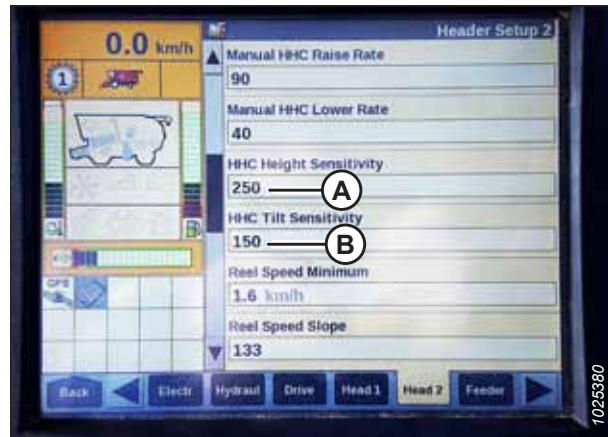 Header Setup 2
0.0 km/h
1
Manual HHC Raise Rate
90
Manual HHC Lower Rate
40
HHC Height Sensitivity
250
A
HHC Tilt Sensitivity
150
B
Reel Speed Minimum
1.6 km/h
Reel Speed Slope
133
GPS
Back
Electr
Hydraul
Drive
Head 1
Head 2
Feeder
1025380